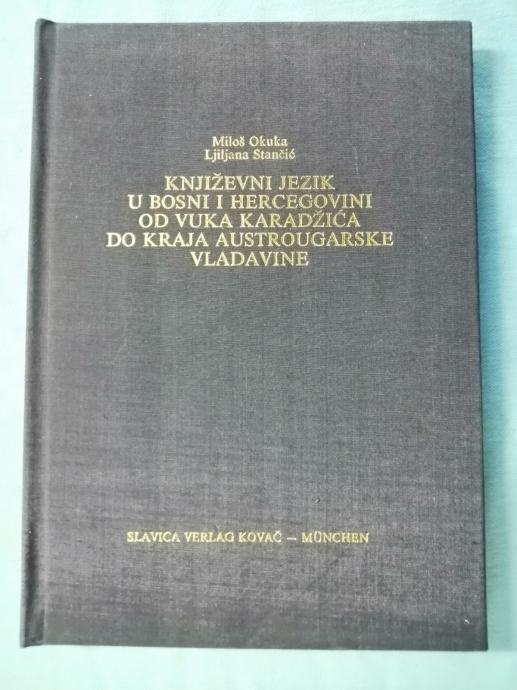 Miloš Okuka
Ljiljana Stančić
KNJIŽEVNI JEZIK
U BOSNI I HERCEGOVINI
OD VUKA KARADŽIĆA
DO KRAJA AUSTROUGARSKE
VLADAVINE
SLAVICA VERLAG KOVAČ – MÜNCHEN